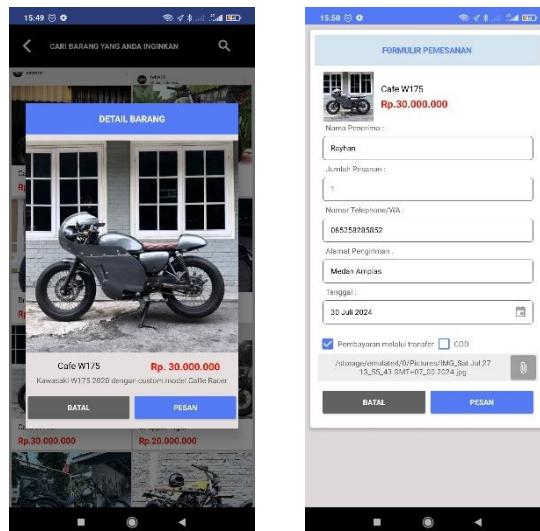 15:49
CARI BARANG YANG ANDA INGINKAN
DETAIL BARANG
Cafe W175
Rp. 30.000.000
Kawasaki W175 2020 dengan custom model Caffe Racer
BATAL
PESAN
Rp.30.000.000
Rp.20.000.000
15:50
FORMULIR PEMESANAN
Cafe W175
Rp.30.000.000
Nama Penerima :
Rayhan
Jumlah Pesanan :
1
Nomor Telephone/WA :
085258285852
Alamat Pengiriman :
Medan Amplas
Tanggal :
30 Juli 2024
Pembayaran melalui transfer
COD
/storage/emulated/0/Pictures/IMG_Sat Jul 27
13_55_43 GMT+07_00 2024.jpg
BATAL
PESAN